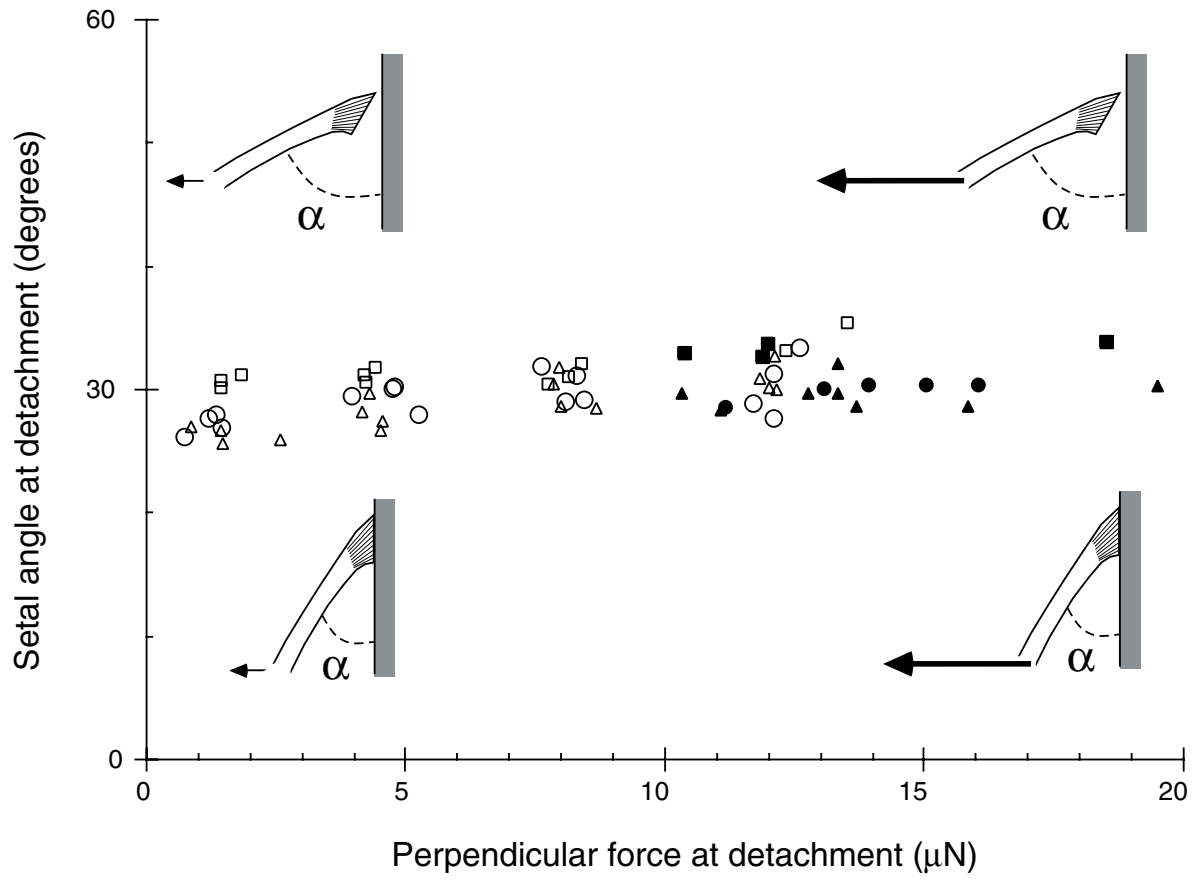 60
Setal angle at detachment (degrees)
α
α
30
α
α
0
0
5
10
15
20
Perpendicular force at detachment (μN)